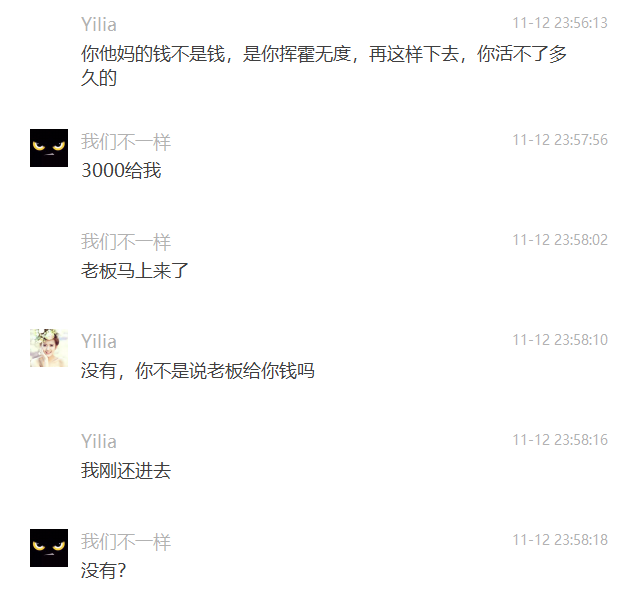 Yilia 11-12 23:56:13
你他妈的钱不是钱，是你挥霍无度，再这样下去，你活不了多
久的
我们不一样 11-12 23:57:56
3000给我
我们不一样 11-12 23:58:02
老板马上来了
Yilia 11-12 23:58:10
没有，你不是说老板给你钱吗
Yilia 11-12 23:58:16
我刚还进去
我们不一样 11-12 23:58:18
没有？